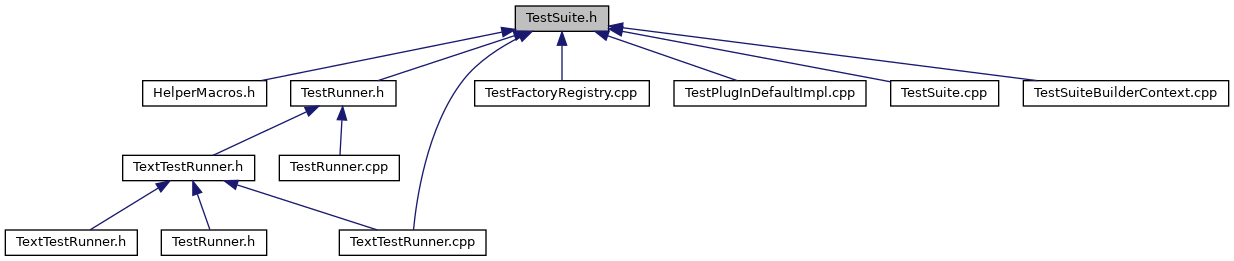 TestSuite.h
HelperMacros.h
TestRunner.h
TestFactoryRegistry.cpp
TestPlugInDefaultImpl.cpp
TestSuite.cpp
TestSuiteBuilderContext.cpp
TextTestRunner.h
TestRunner.cpp
TextTestRunner.h
TestRunner.h
TextTestRunner.cpp